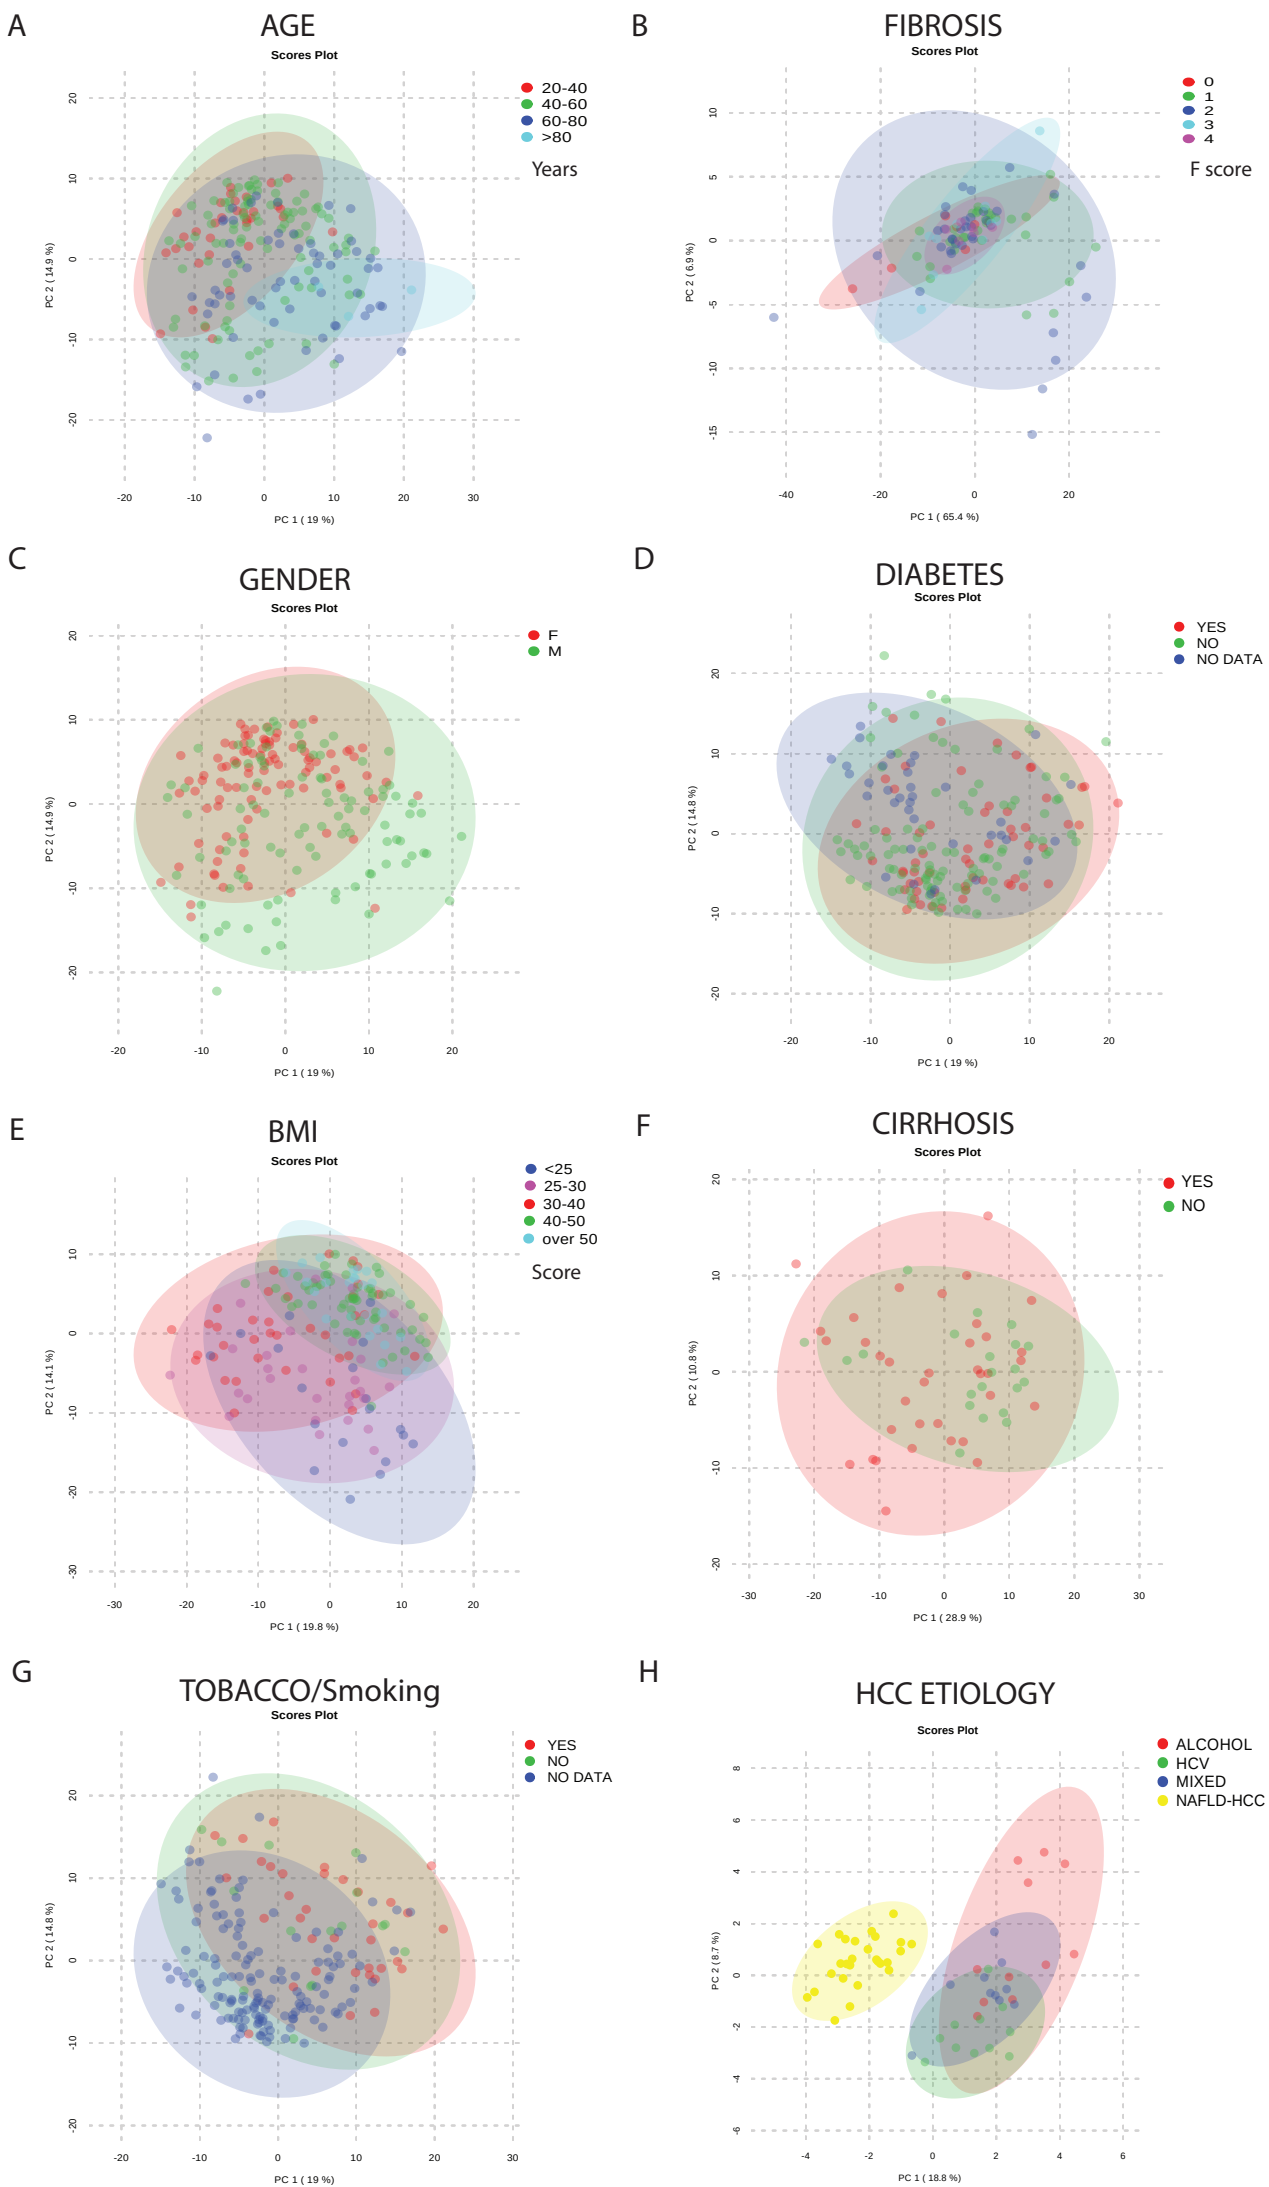 A
AGE
Scores Plot
20-40
40-60
60-80
>80
Years
20
10
0
-10
-20
PC 2 ( 14.9 %)
-20
-10
0
10
20
30
PC 1 ( 19 %)
B
FIBROSIS
Scores Plot
0
1
2
3
4
F score
10
5
0
-5
-10
-15
PC 2 ( 6.9 %)
-40
-20
0
20
PC 1 ( 65.4 %)
C
GENDER
Scores Plot
F
M
20
10
0
-10
-20
PC 2 ( 14.9 %)
-20
-10
0
10
20
PC 1 ( 19 %)
D
DIABETES
Scores Plot
YES
NO
NO DATA
20
10
0
-10
-20
PC 2 ( 14.8 %)
-20
-10
0
10
20
PC 1 ( 19 %)
E
BMI
Scores Plot
<25
25-30
30-40
40-50
over 50
Score
10
0
-10
-20
-30
PC 2 ( 14.1 %)
-30
-20
-10
0
10
20
PC 1 ( 19.8 %)
F
CIRRHOSIS
Scores Plot
YES
NO
20
10
0
-10
-20
PC 2 ( 10.8 %)
-30
-20
-10
0
10
20
30
PC 1 ( 28.9 %)
G
TOBACCO/Smoking
Scores Plot
YES
NO
NO DATA
20
10
0
-10
-20
PC 2 ( 14.8 %)
-20
-10
0
10
20
30
PC 1 ( 19 %)
H
HCC ETIOLOGY
Scores Plot
ALCOHOL
HCV
MIXED
NAFLD-HCC
8
6
4
2
0
-2
-4
-6
PC 2 ( 8.7 %)
-4
-2
0
2
4
6
PC 1 ( 18.8 %)